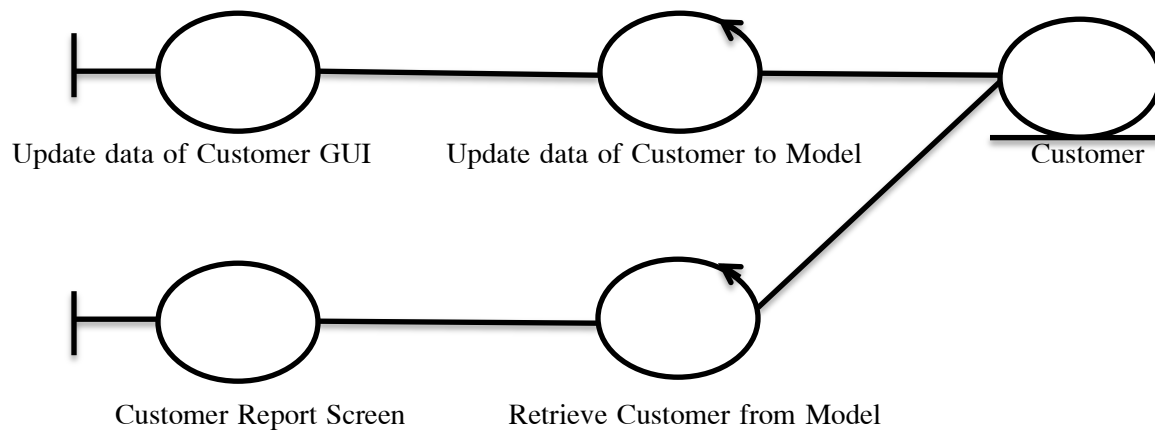 Update data of Customer GUI
Update data of Customer to Model
Customer
Customer Report Screen
Retrieve Customer from Model